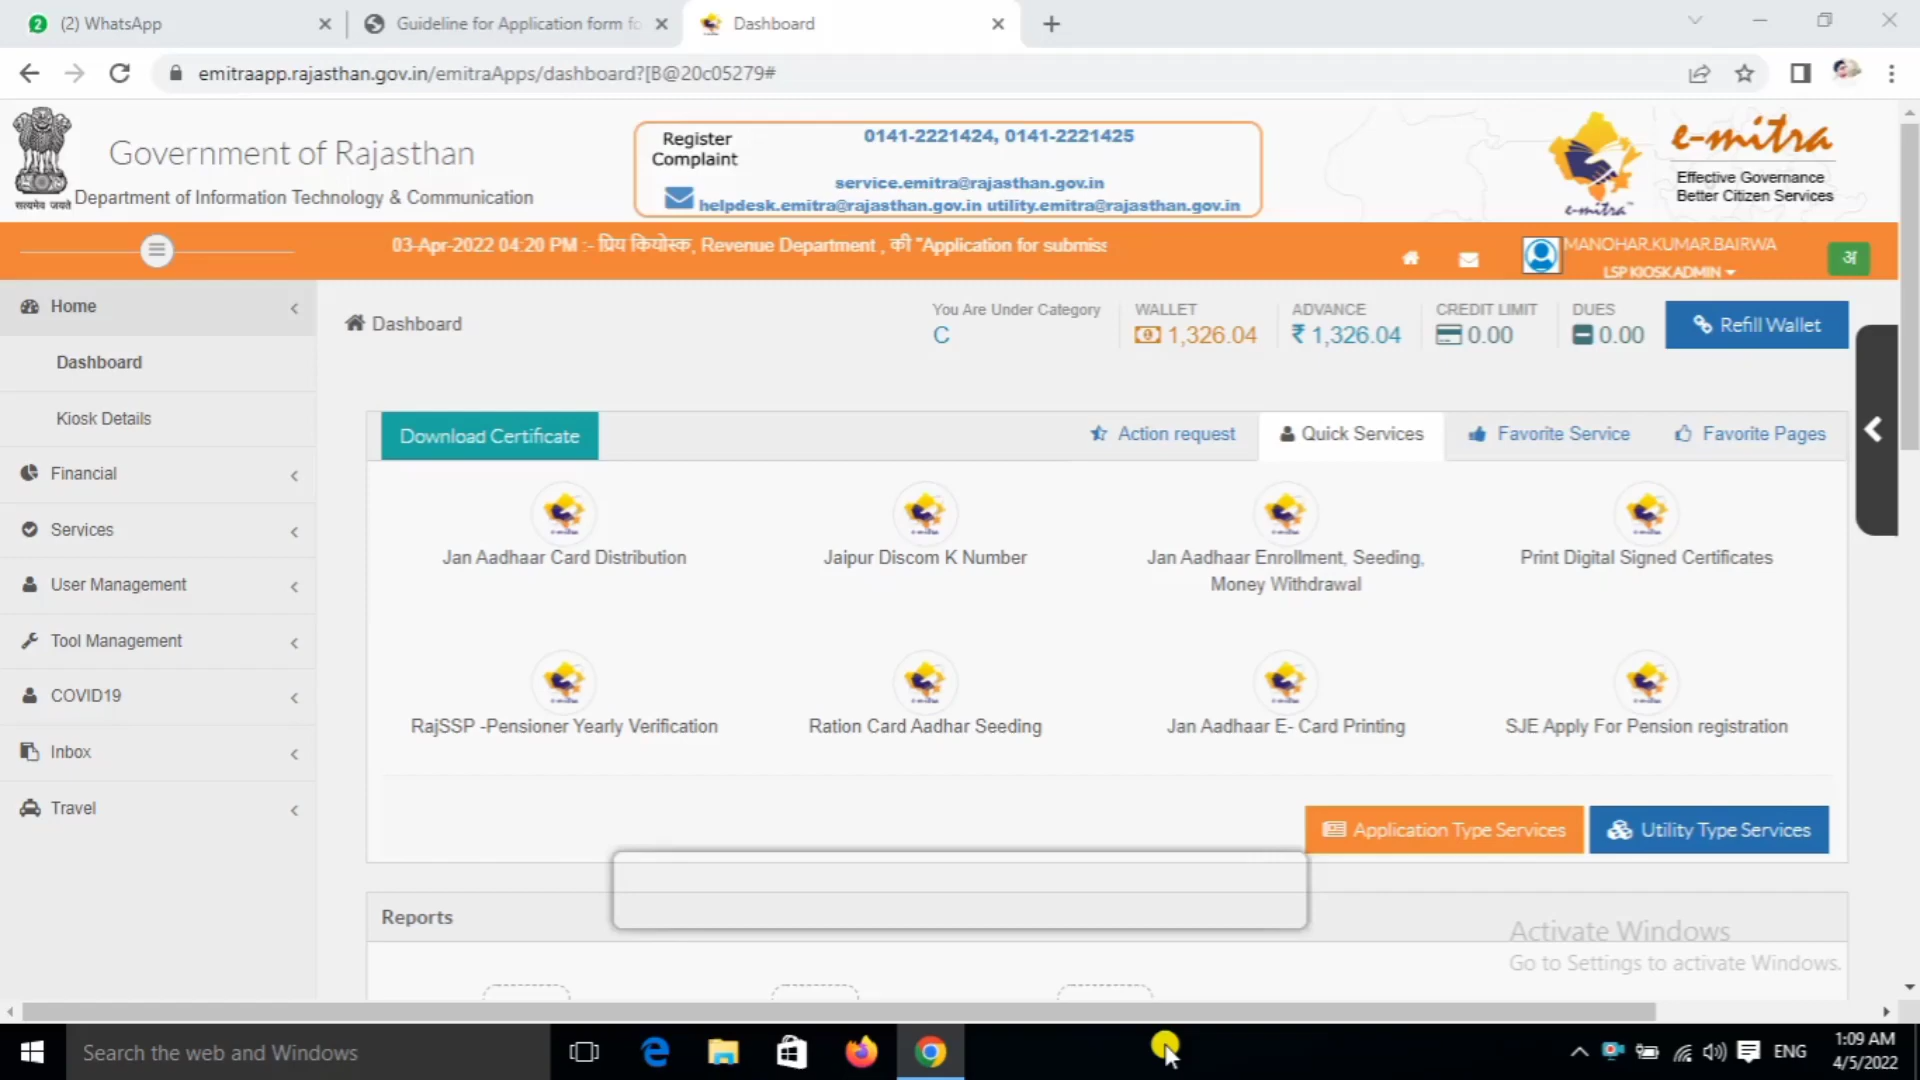 (2) WhatsApp
Guideline for Application form fo
Dashboard
emitraapp.rajasthan.gov.in/emitraApps/dashboard?[B@20c05279#
सत्यमेव जयते
Government of Rajasthan
Department of Information Technology & Communication
Register
Complaint
0141-2221424, 0141-2221425
service.emitra@rajasthan.gov.in
helpdesk.emitra@rajasthan.gov.in utility.emitra@rajasthan.gov.in
e-mitra™
e-mitra
Effective Governance
Better Citizen Services
03-Apr-2022 04:20 PM :- प्रिय कियोस्क, Revenue Department , की "Application for submiss
MANOHAR.KUMAR.BAIRWA
LSP KIOSKADMIN
अ
Home
Dashboard
Kiosk Details
Financial
Services
User Management
Tool Management
COVID19
Inbox
Travel
Dashboard
You Are Under Category
C
WALLET
1,326.04
ADVANCE
₹ 1,326.04
CREDIT LIMIT
0.00
DUES
0.00
Refill Wallet
Download Certificate
Action request
Quick Services
Favorite Service
Favorite Pages
Jan Aadhaar Card Distribution
Jaipur Discom K Number
Jan Aadhaar Enrollment, Seeding,
Money Withdrawal
Print Digital Signed Certificates
RajSSP -Pensioner Yearly Verification
Ration Card Aadhar Seeding
Jan Aadhaar E- Card Printing
SJE Apply For Pension registration
Application Type Services
Utility Type Services
Reports
Activate Windows
Go to Settings to activate Windows.
Search the web and Windows
ENG
1:09 AM
4/5/2022